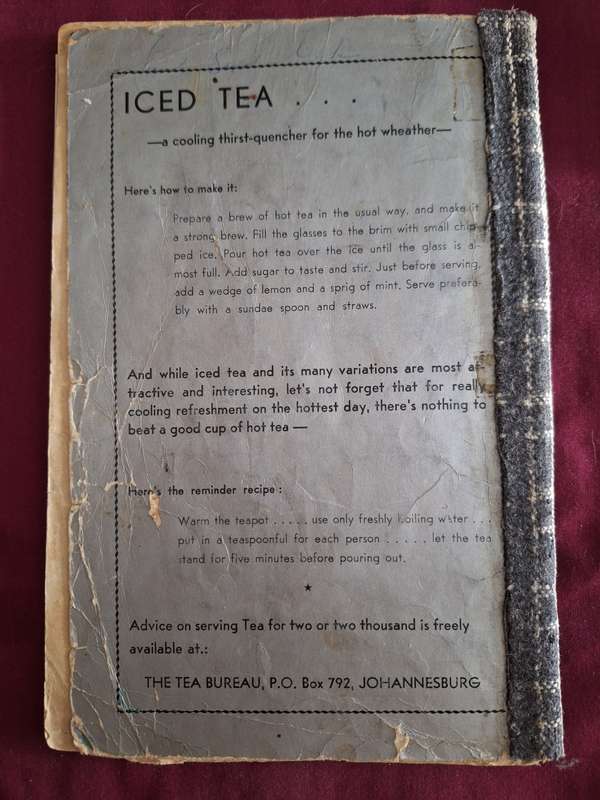 ICED TEA . . .
—a cooling thirst-quencher for the hot wheather—
Here's how to make it:
Prepare a brew of hot tea in the usual way, and make it
a strong brew. Fill the glasses to the brim with small chip-
ped ice. Pour hot tea over the ice until the glass is al-
most full. Add sugar to taste and stir. Just before serving,
add a wedge of lemon and a sprig of mint. Serve prefera-
bly with a sundae spoon and straws.
And while iced tea and its many variations are most at-
tractive and interesting, let's not forget that for really
cooling refreshment on the hottest day, there's nothing to
beat a good cup of hot tea —
Here's the reminder recipe :
Warm the teapot . . . . . use only freshly boiling water . . .
put in a teaspoonful for each person . . . . . let the tea
stand for five minutes before pouring out.
★
Advice on serving Tea for two or two thousand is freely
available at.:
THE TEA BUREAU, P.O. Box 792, JOHANNESBURG